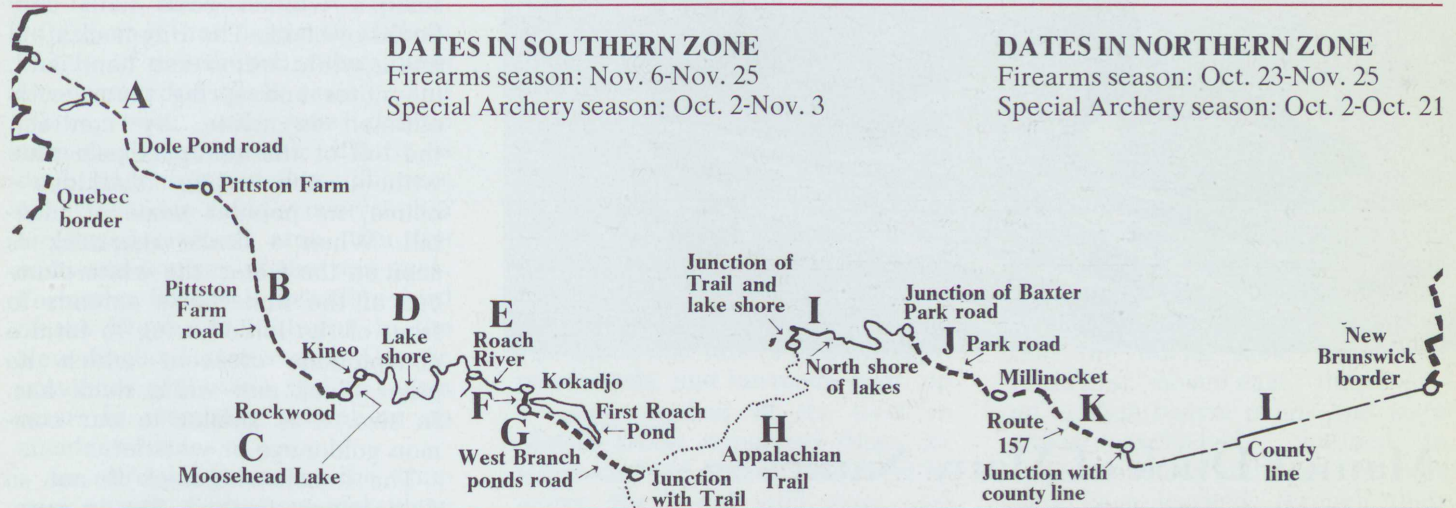 DATES IN SOUTHERN ZONE
Firearms season: Nov. 6-Nov. 25
Special Archery season: Oct. 2-Nov. 3
DATES IN NORTHERN ZONE
Firearms season: Oct. 23-Nov. 25
Special Archery season: Oct. 2-Oct. 21
A
Dole Pond road
Pittston Farm
Quebec
border
B
Pittston
Farm
road
Kineo
Rockwood
C
Moosehead Lake
D
Lake
shore
E
Roach
River
F
Kokadjo
First Roach
Pond
G
West Branch
ponds road
Junction
with Trail
H
Appalachian
Trail
Junction of
Trail and
lake shore
I
North shore
of lakes
Junction of Baxter
Park road
J
Park road
Millinocket
Route
157
K
Junction with
county line
L
County
line
New
Brunswick
border